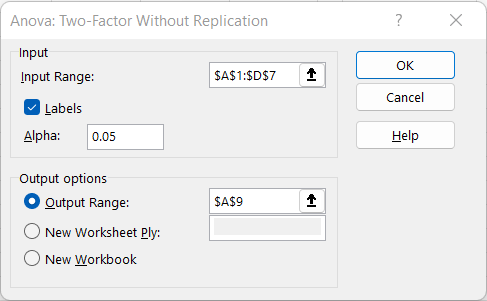 Anova: Two-Factor Without Replication ? ×
Input
Input Range: $A$1:$D$7
Labels
Alpha: 0.05
OK
Cancel
Help
Output options
Output Range: $A$9
New Worksheet Ply:
New Workbook